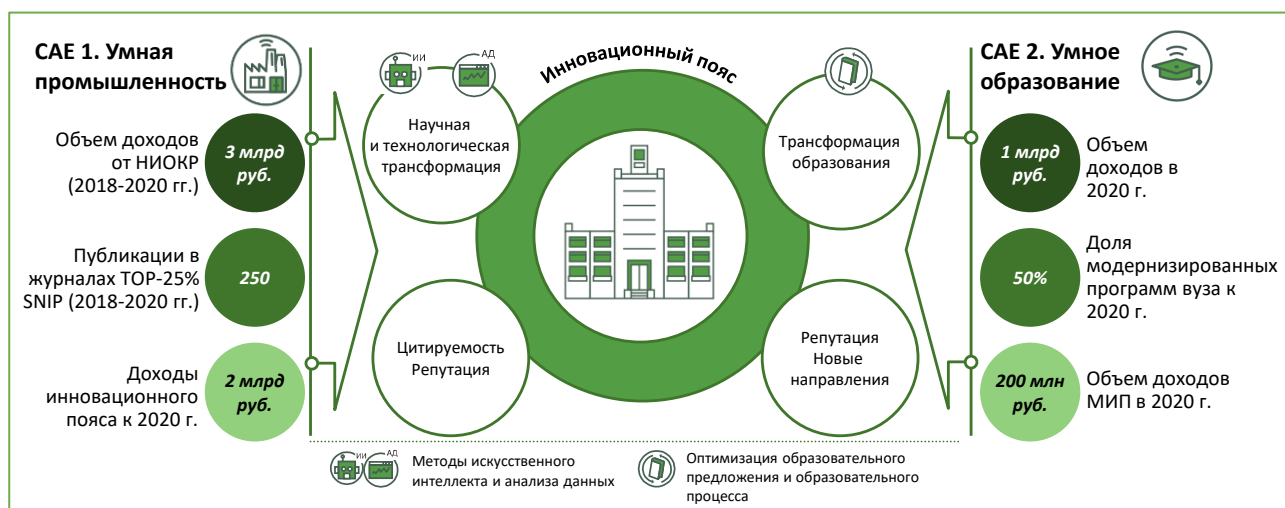 САЕ 1. Умная
промышленность
Объем доходов
от НИОКР
(2018-2020 гг.)
3 млрд
руб.
Публикации в
журналах TOP-25%
SNIP (2018-2020 гг.)
250
Доходы
инновационного
пояса к 2020 г.
2 млрд
руб.
ИИ
АД
Научная
и технологическая
трансформация
Цитируемость
Репутация
Инновационный пояс
Трансформация
образования
Репутация
Новые
направления
САЕ 2. Умное
образование
1 млрд
руб.
Объем
доходов в
2020 г.
50%
Доля
модернизированных
программ вуза к
2020 г.
200 млн
руб.
Объем доходов
МИП в 2020 г.
ИИ
АД
Методы искусственного
интеллекта и анализа данных
Оптимизация образовательного
предложения и образовательного
процесса